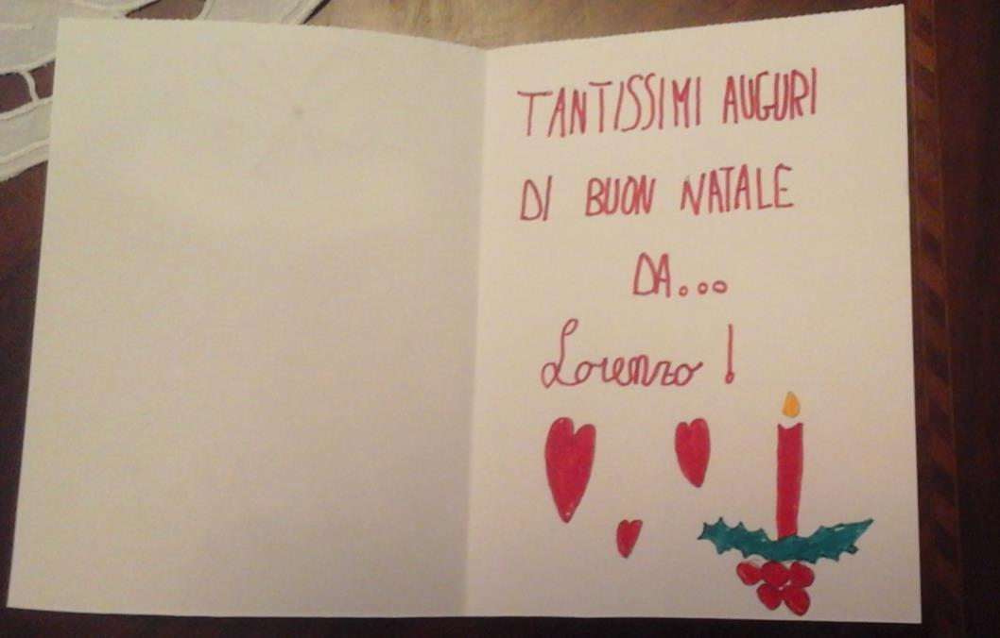 TANTISSIMI AUGURI
DI BUON NATALE
DA...
Lorenzo!